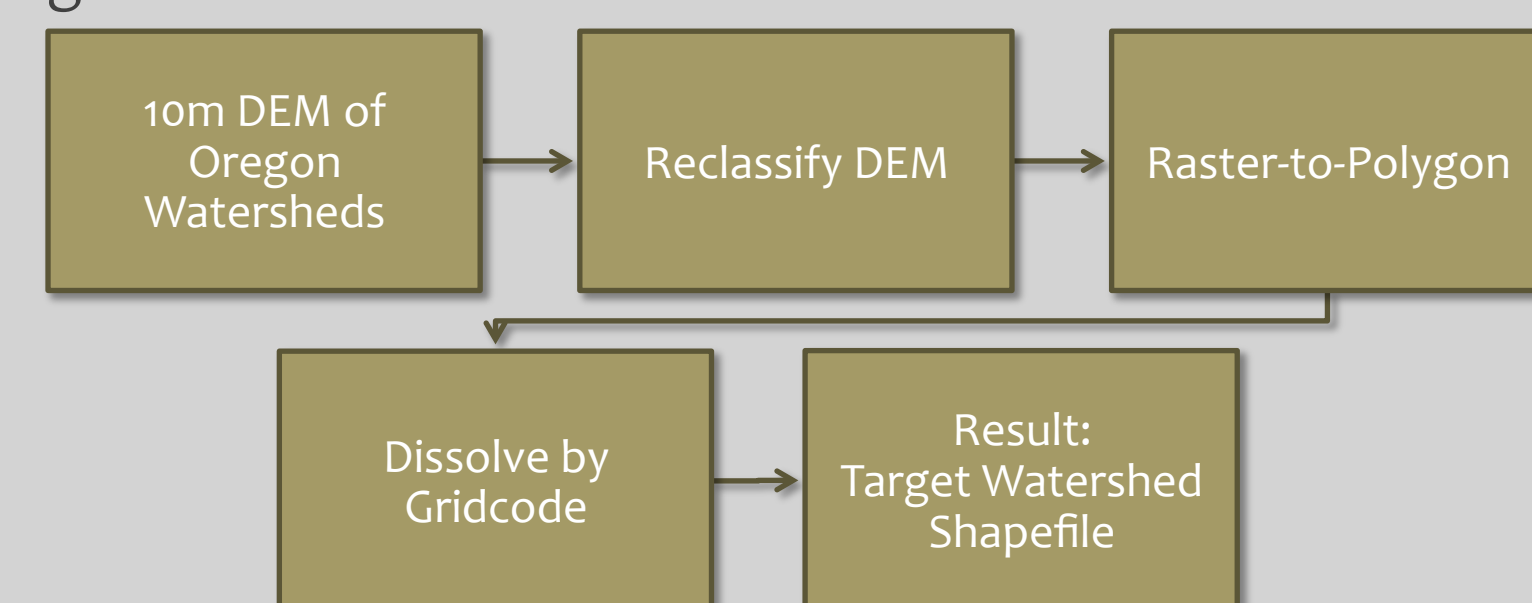 10m DEM of
Oregon
Watersheds
Reclassify DEM
Raster-to-Polygon
Dissolve by
Gridcode
Result:
Target Watershed
Shapefile